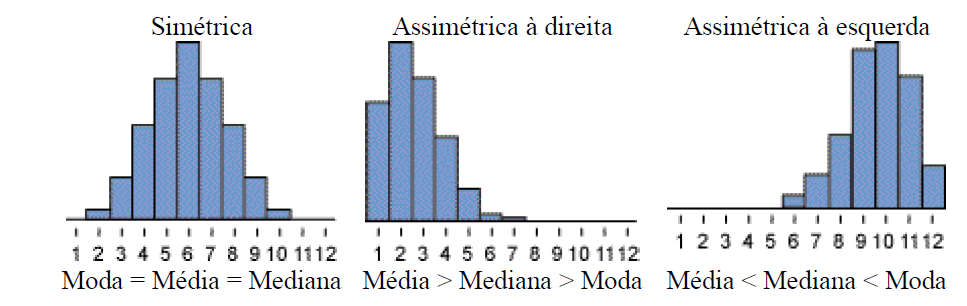 Simétrica
Assimétrica à direita
Assimétrica à esquerda
1 2 3 4 5 6 7 8 9 10 11 12
1 2 3 4 5 6 7 8 9 10 11 12
1 2 3 4 5 6 7 8 9 10 11 12
Moda = Média = Mediana
Média > Mediana > Moda
Média < Mediana < Moda